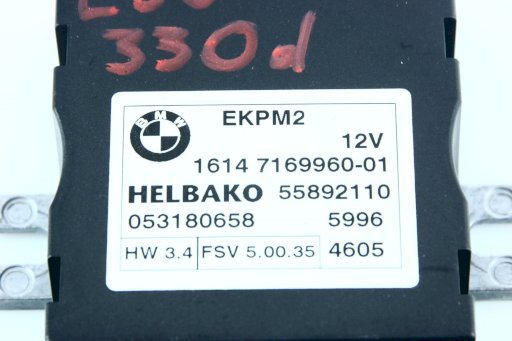 330d
BMW
EKPM2
12V
1614 7169960-01
HELBAKO 55892110
053180658 5996
HW 3.4 FSV 5.00.35 4605